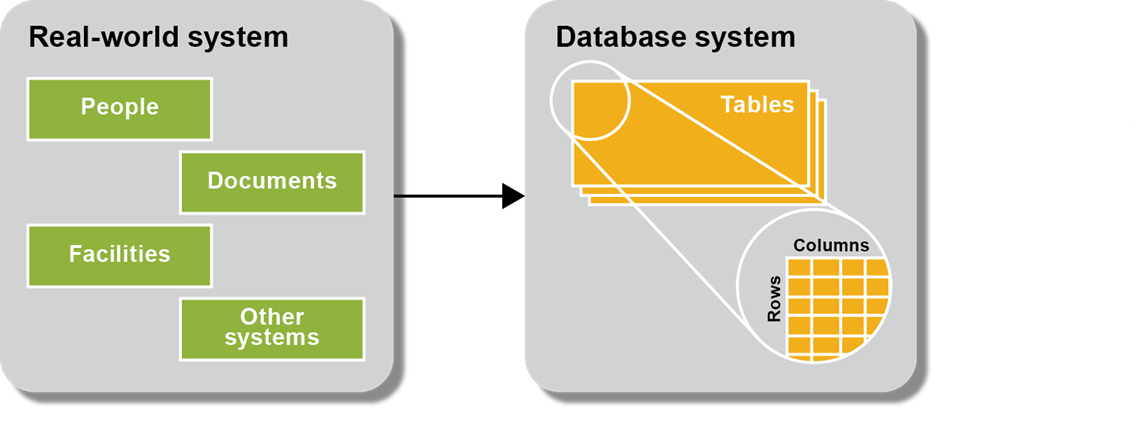 Real-world system
People
Documents
Facilities
Other
systems
Database system
Tables
Columns
Rows